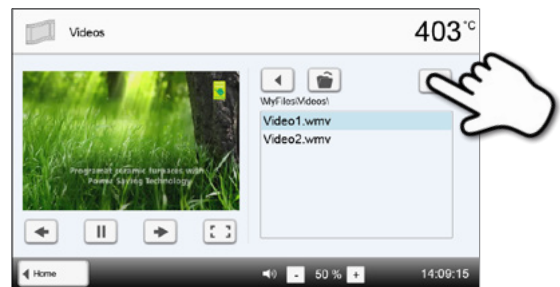 Videos
403°C
\MyFiles\Videos\
Video1.wmv
Video2.wmv
Programat ceramic furnaces with
Power Saving Technology
Home
- 50 % +
14:09:15